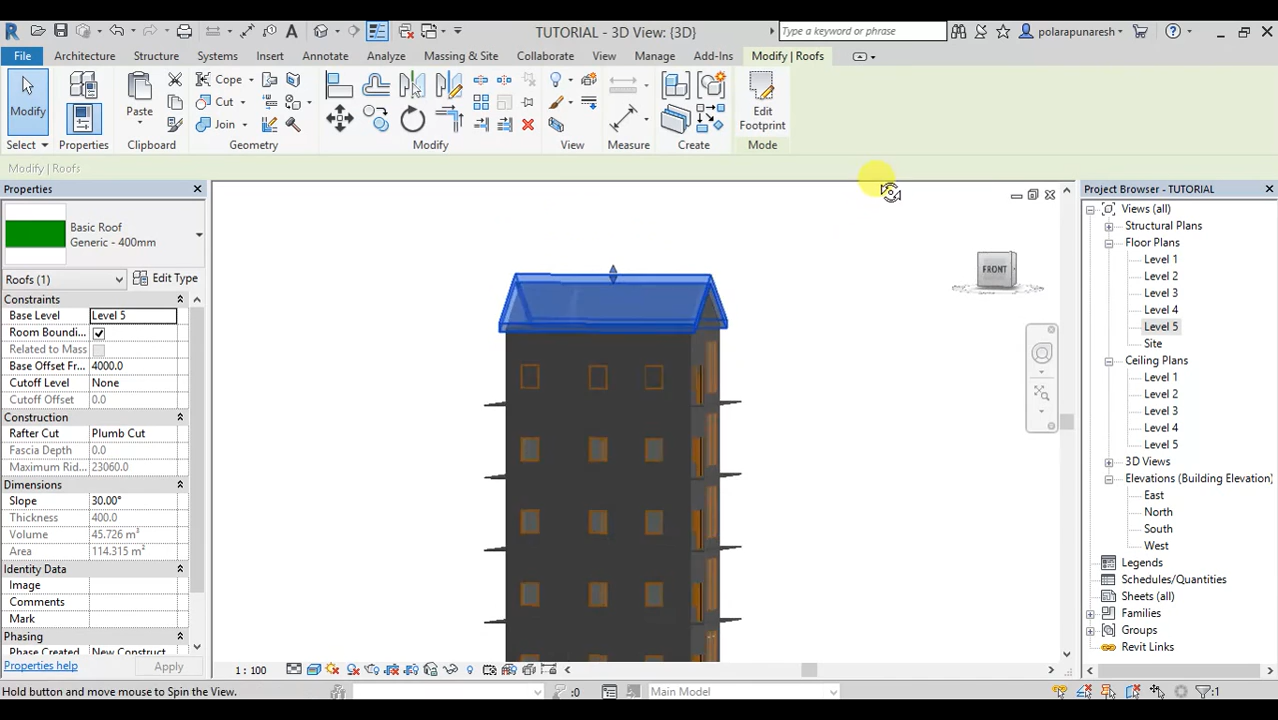 TUTORIAL - 3D View: {3D}
Type a keyword or phrase
polarapunaresh
File Architecture Structure Systems Insert Annotate Analyze Massing & Site Collaborate View Manage Add-Ins Modify | Roofs
Modify
Select
Properties
Paste
Clipboard
Cope
Cut
Join
Geometry
Modify
View
Measure
Create
Edit
Footprint
Mode
Modify | Roofs
Properties
Basic Roof
Generic - 400mm
Roofs (1)
Edit Type
Constraints
Base Level Level 5
Room Boundi...
Related to Mass
Base Offset Fr... 4000.0
Cutoff Level None
Cutoff Offset 0.0
Construction
Rafter Cut Plumb Cut
Fascia Depth 0.0
Maximum Rid... 23060.0
Dimensions
Slope 30.00°
Thickness 400.0
Volume 45.726 m³
Area 114.315 m²
Identity Data
Image
Comments
Mark
Phasing
Phase Created New Construct
Properties help
Apply
FRONT
Project Browser - TUTORIAL
Views (all)
Structural Plans
Floor Plans
Level 1
Level 2
Level 3
Level 4
Level 5
Site
Ceiling Plans
Level 1
Level 2
Level 3
Level 4
Level 5
3D Views
Elevations (Building Elevation)
East
North
South
West
Legends
Schedules/Quantities
Sheets (all)
Families
Groups
Revit Links
1 : 100
Hold button and move mouse to Spin the View.
:0
Main Model
:1